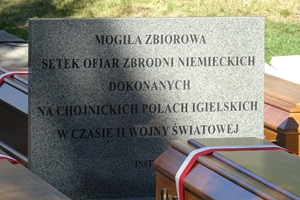 MOGIŁA ZBIOROWA
SETEK OFIAR ZBRODNI NIEMIECKICH
DOKONANYCH
NA CHOJNICKICH POLACH IGIELSKICH
W CZASIE II WOJNY ŚWIATOWEJ